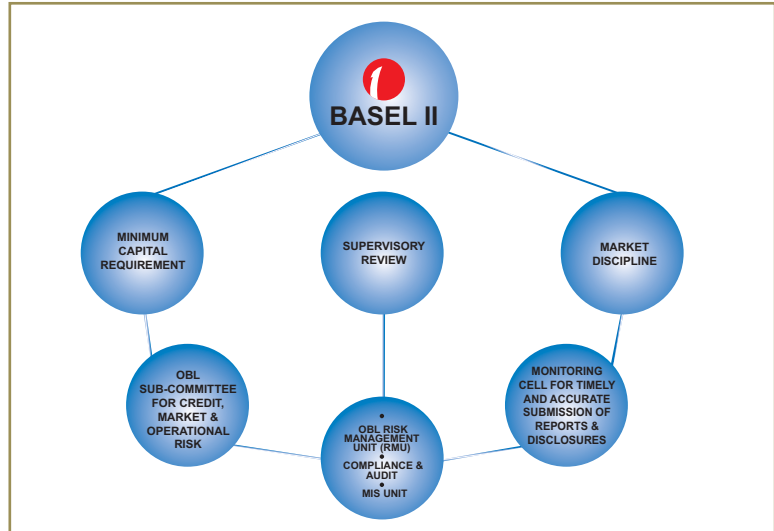 BASEL II
MINIMUM
CAPITAL
REQUIREMENT
SUPERVISORY
REVIEW
MARKET
DISCIPLINE
OBL
SUB-COMMITTEE
FOR CREDIT,
MARKET &
OPERATIONAL
RISK
• OBL RISK
MANAGEMENT
UNIT (RMU)
• COMPLIANCE &
AUDIT
• MIS UNIT
MONITORING
CELL FOR TIMELY
AND ACCURATE
SUBMISSION OF
REPORTS &
DISCLOSURES